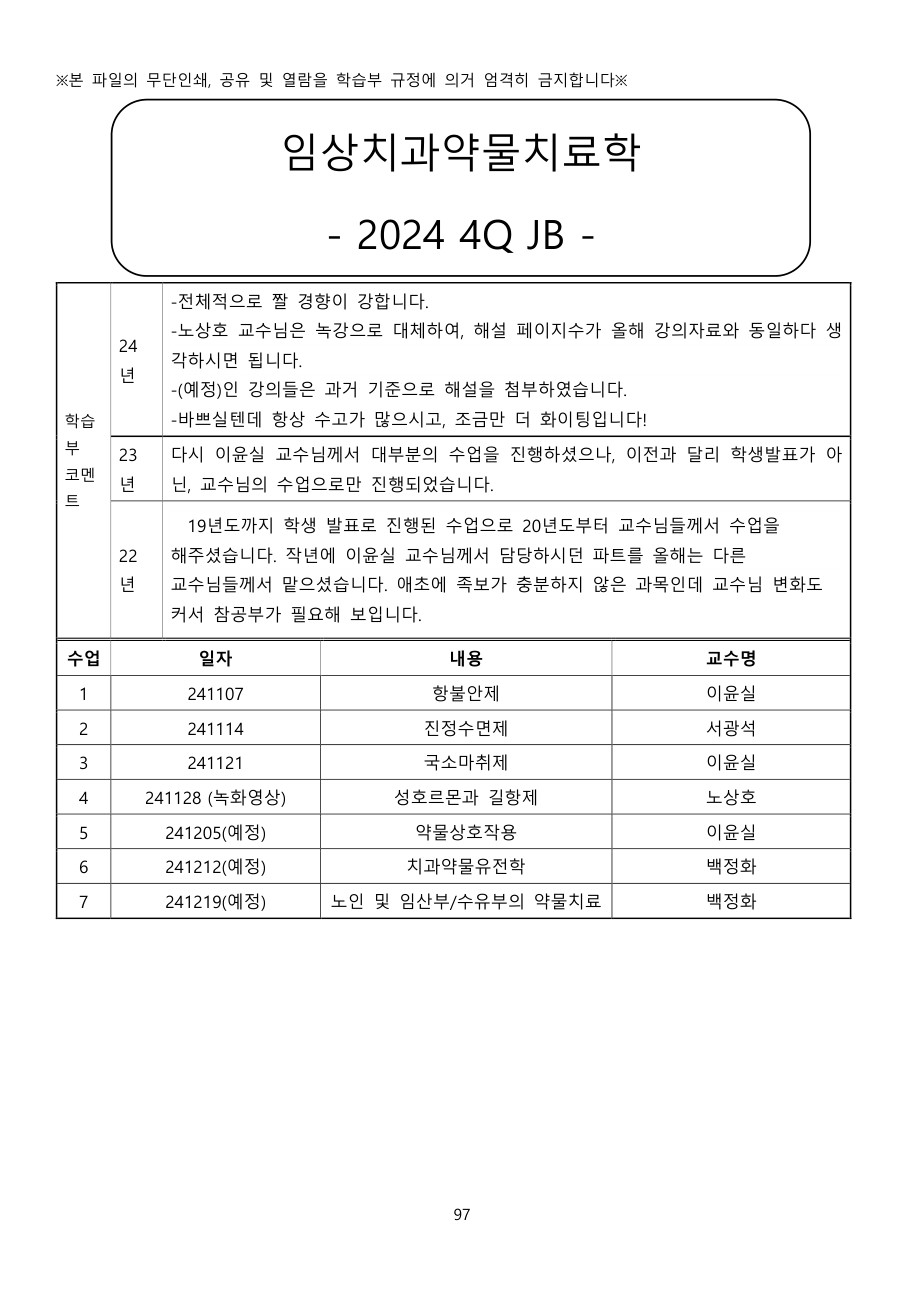 ※본 파일의 무단인쇄, 공유 및 열람을 학습부 규정에 의거 엄격히 금지합니다※
임상치과약물치료학
- 2024 4Q JB -
학습
부
코멘
트
24
년
-전체적으로 짤 경향이 강합니다.
-노상호 교수님은 녹강으로 대체하여, 해설 페이지수가 올해 강의자료와 동일하다 생
각하시면 됩니다.
-(예정)인 강의들은 과거 기준으로 해설을 첨부하였습니다.
-바쁘실텐데 항상 수고가 많으시고, 조금만 더 화이팅입니다!
23
년
다시 이윤실 교수님께서 대부분의 수업을 진행하셨으나, 이전과 달리 학생발표가 아
닌, 교수님의 수업으로만 진행되었습니다.
22
년
19년도까지 학생 발표로 진행된 수업으로 20년도부터 교수님들께서 수업을
해주셨습니다. 작년에 이윤실 교수님께서 담당하시던 파트를 올해는 다른
교수님들께서 맡으셨습니다. 애초에 족보가 충분하지 않은 과목인데 교수님 변화도
커서 참공부가 필요해 보입니다.
수업 일자 내용 교수명
1 241107 항불안제 이윤실
2 241114 진정수면제 서광석
3 241121 국소마취제 이윤실
4 241128 (녹화영상) 성호르몬과 길항제 노상호
5 241205(예정) 약물상호작용 이윤실
6 241212(예정) 치과약물유전학 백정화
7 241219(예정) 노인 및 임산부/수유부의 약물치료 백정화
97